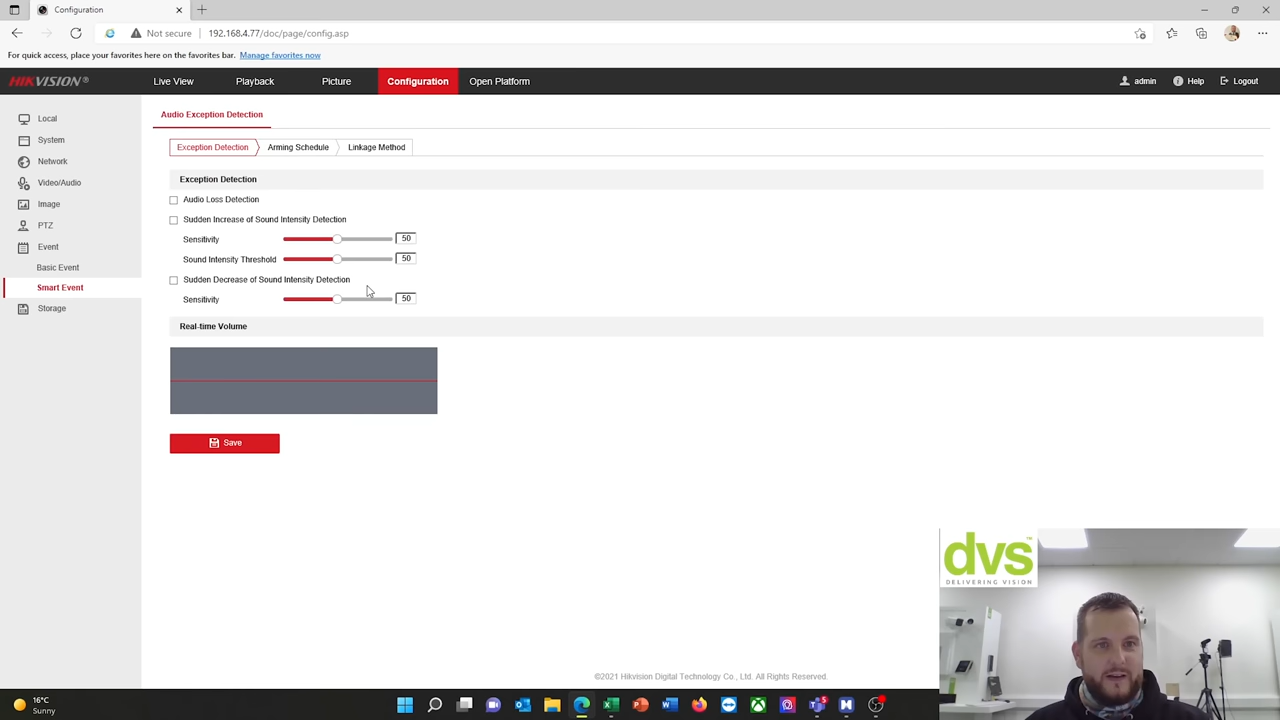 Configuration
Not secure 192.168.4.77/doc/page/config.asp
For quick access, place your favorites here on the favorites bar. Manage favorites now
HIKVISION®
Live View
Playback
Picture
Configuration
Open Platform
admin
Help
Logout
Local
System
Network
Video/Audio
Image
PTZ
Event
Basic Event
Smart Event
Storage
Audio Exception Detection
Exception Detection
Arming Schedule
Linkage Method
Exception Detection
Audio Loss Detection
Sudden Increase of Sound Intensity Detection
Sensitivity 50
Sound Intensity Threshold 50
Sudden Decrease of Sound Intensity Detection
Sensitivity 50
Real-time Volume
Save
©2021 Hikvision Digital Technology Co., Ltd. All Rights Reserved.
dvs™
DELIVERING VISION
16°C
Sunny